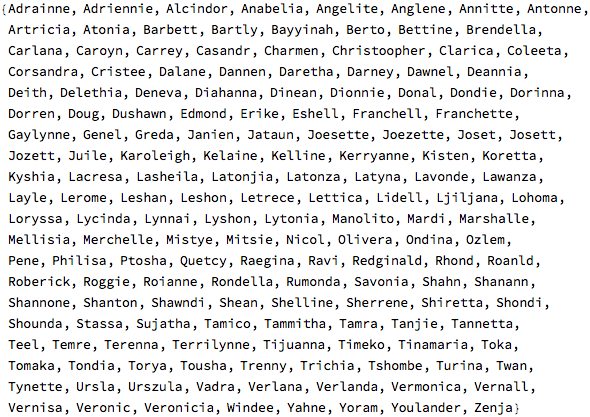 {Adrainne, Adriennie, Alcindor, Anabelia, Angelite, Anglene, Annitte, Antonne,
Artricia, Atonia, Barbett, Bartly, Bayyinah, Berto, Bettine, Brendella,
Carlana, Caroyn, Carrey, Casandr, Charmen, Christoopher, Clarica, Coleeta,
Corsandra, Cristee, Dalane, Dannen, Daretha, Darney, Dawnel, Deannia,
Deith, Delethia, Deneva, Diahanna, Dinean, Dionnie, Donal, Dondie, Dorinna,
Dorren, Doug, Dushawn, Edmond, Erike, Eshell, Franchell, Franchette,
Gaylynne, Genel, Greda, Janien, Jataun, Joesette, Joezette, Joset, Josett,
Jozett, Juile, Karoleigh, Kelaine, Kelline, Kerryanne, Kisten, Koretta,
Kyshia, Lacresa, Lasheila, Latonjia, Latonza, Latyna, Lavonde, Lawanza,
Layle, Lerome, Leshan, Leshon, Letrece, Lettica, Lidell, Ljiljana, Lohoma,
Loryssa, Lycinda, Lynnai, Lyshon, Lytonia, Manolito, Mardi, Marshalle,
Mellisia, Merchelle, Mistye, Mitsie, Nicol, Olivera, Ondina, Ozlem,
Pene, Philisa, Ptosha, Quetcy, Raegina, Ravi, Redginald, Rhond, Roanld,
Roberick, Roggie, Roianne, Rondella, Rumonda, Savonia, Shahn, Shanann,
Shannone, Shanton, Shawndi, Shean, Shelline, Sherrene, Shiretta, Shondi,
Shounda, Stassa, Sujatha, Tamico, Tammitha, Tamra, Tanjie, Tannetta,
Teel, Temre, Terenna, Terrilynne, Tijuanna, Timeko, Tinamaria, Toka,
Tomaka, Tondia, Torya, Tousha, Trenny, Trichia, Tshombe, Turina, Twan,
Tynette, Ursla, Urszula, Vadra, Verlana, Verlanda, Vermonica, Vernall,
Vernisa, Veronic, Veronicia, Windee, Yahne, Yoram, Youlander, Zenja}